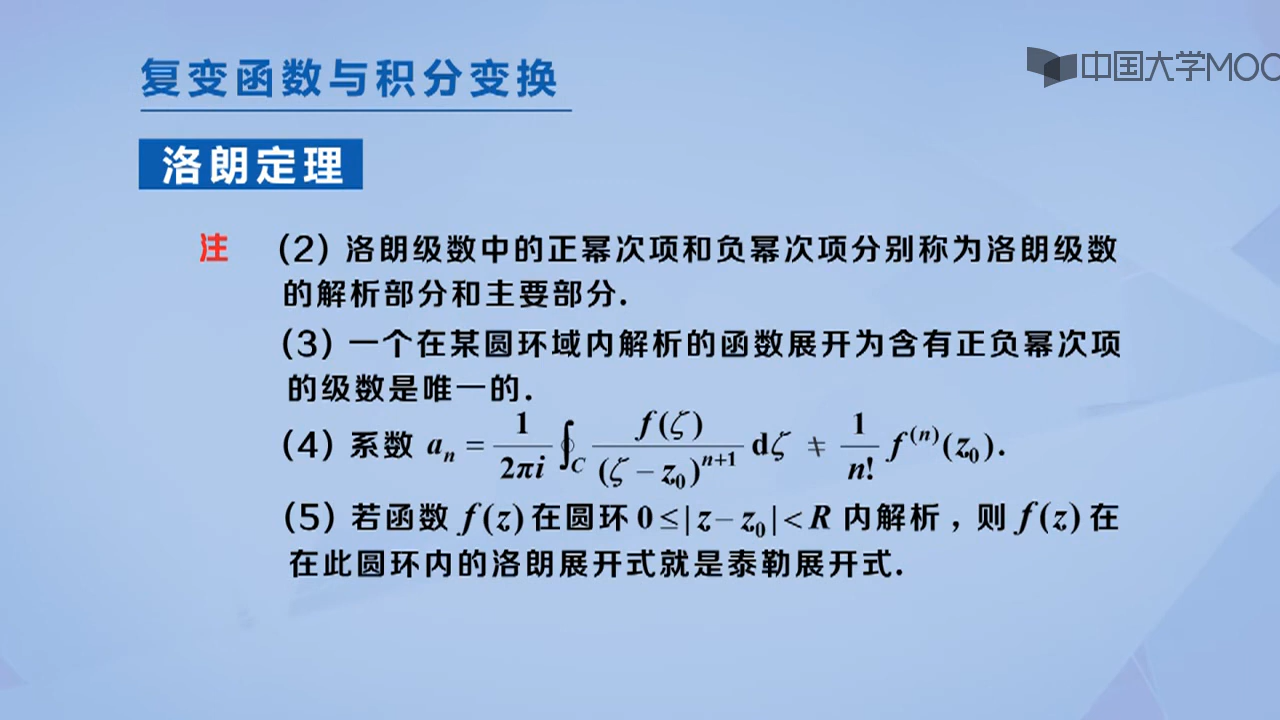 复变函数与积分变换
中国大学MOO
洛朗定理
注 (2) 洛朗级数中的正幂次项和负幂次项分别称为洛朗级数
的解析部分和主要部分.
(3) 一个在某圆环域内解析的函数展开为含有正负幂次项
的级数是唯一的.
(4) 系数 aₙ = 1/(2πi) ∮_C f(ζ)/(ζ − z₀)ⁿ⁺¹ dζ ≠ 1/n! f⁽ⁿ⁾(z₀).
(5) 若函数 f(z) 在圆环 0≤|z−z₀|<R 内解析，则 f(z) 在
在此圆环内的洛朗展开式就是泰勒展开式.